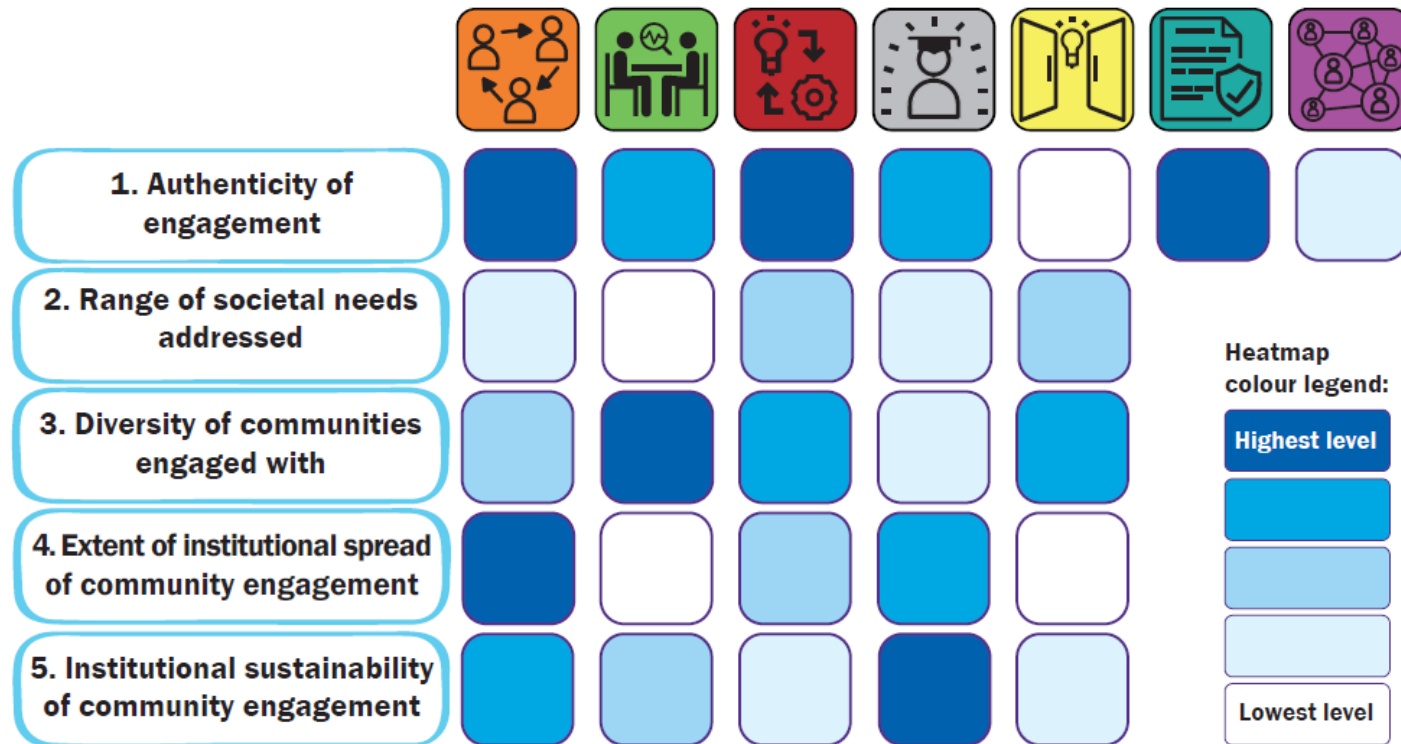 1. Authenticity of
engagement
2. Range of societal needs
addressed
3. Diversity of communities
engaged with
4. Extent of institutional spread
of community engagement
5. Institutional sustainability
of community engagement
Heatmap
colour legend:
Highest level
Lowest level